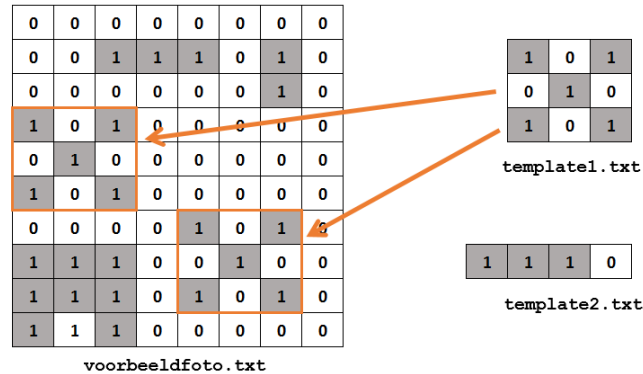 0 0 0 0 0 0 0 0
0 0 1 1 1 0 1 0
0 0 0 0 0 0 1 0
1 0 1 0 0 0 0 0
0 1 0 0 0 0 0 0
1 0 1 0 0 0 0 0
0 0 0 0 1 0 1 0
1 1 1 0 0 1 0 0
1 1 1 0 1 0 1 0
1 1 1 0 0 0 0 0
voorbeeldfoto.txt
1 0 1
0 1 0
1 0 1
template1.txt
1 1 1 0
template2.txt